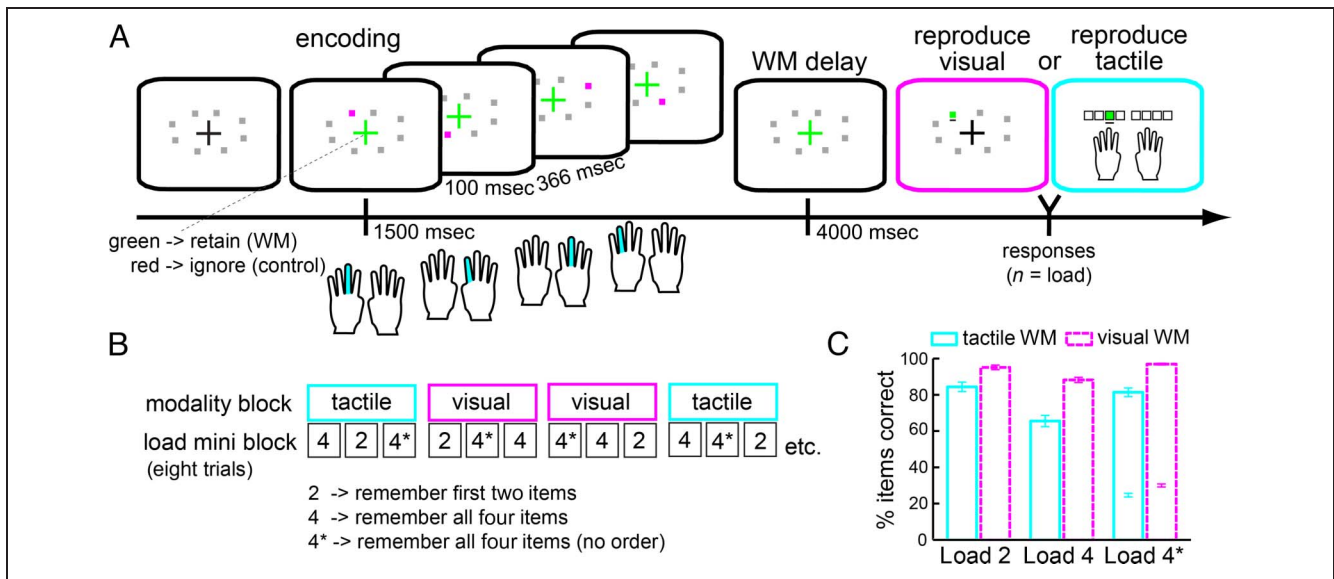 A
encoding
100 msec
366 msec
WM delay
reproduce visual
or
reproduce tactile
green -> retain (WM)
red -> ignore (control)
1500 msec
4000 msec
responses
(n = load)
B
modality block
tactile
visual
visual
tactile
load mini block
(eight trials)
4 2 4*
2 4* 4
4* 4 2
4 4* 2
etc.
2 -> remember first two items
4 -> remember all four items
4* -> remember all four items (no order)
C
tactile WM
visual WM
% items correct
100
80
60
40
20
0
Load 2
Load 4
Load 4*